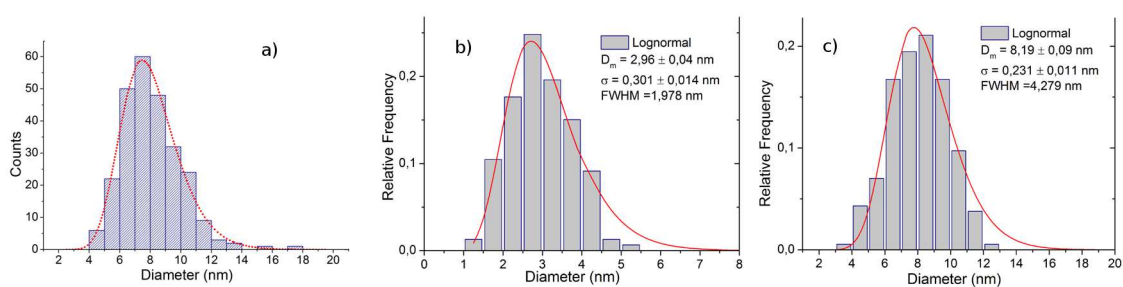 a)
60
50
40
30
20
10
0
Counts
2 4 6 8 10 12 14 16 18 20
Diameter (nm)
b)
Lognormal
D_m = 2,96 ± 0,04 nm
σ = 0,301 ± 0,014 nm
FWHM =1,978 nm
0,2
0,1
0,0
Relative Frequency
0 1 2 3 4 5 6 7 8
Diameter (nm)
c)
Lognormal
D_m = 8,19 ± 0,09 nm
σ = 0,231 ± 0,011 nm
FWHM =4,279 nm
0,2
0,1
0,0
Relative Frequency
2 4 6 8 10 12 14 16 18 20
Diameter (nm)